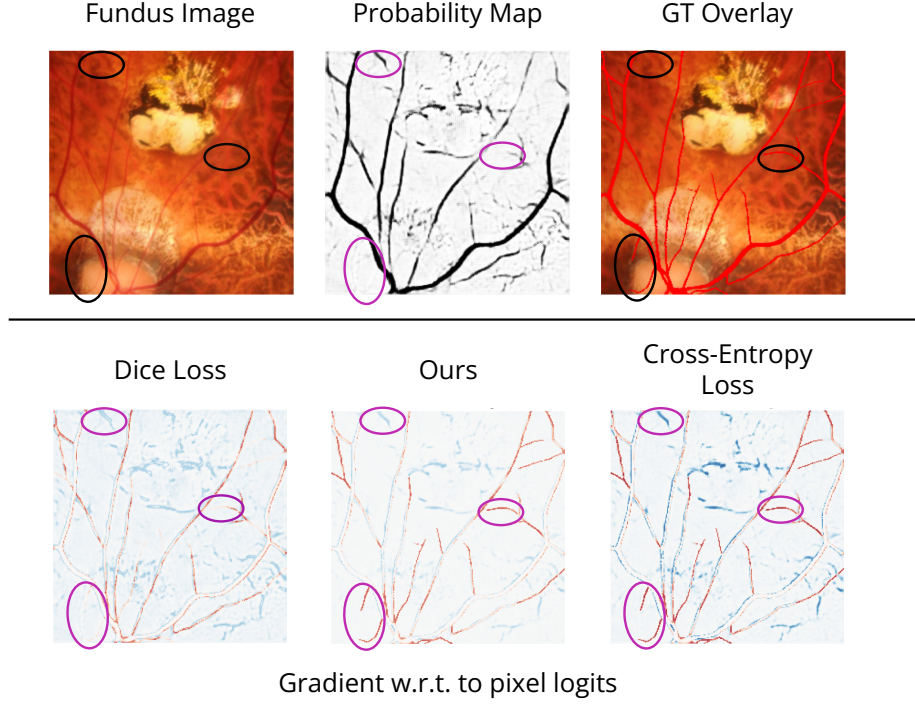 Fundus Image
Probability Map
GT Overlay
Dice Loss
Ours
Cross-Entropy
Loss
Gradient w.r.t. to pixel logits